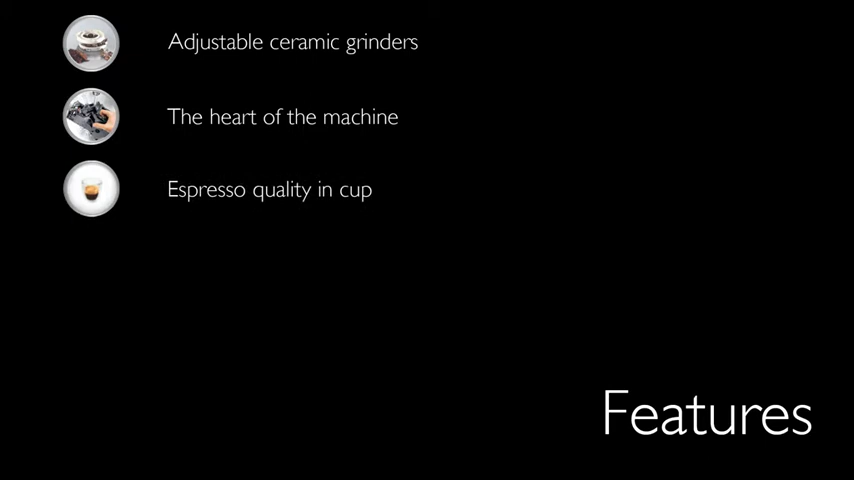 Adjustable ceramic grinders
The heart of the machine
Espresso quality in cup
Features